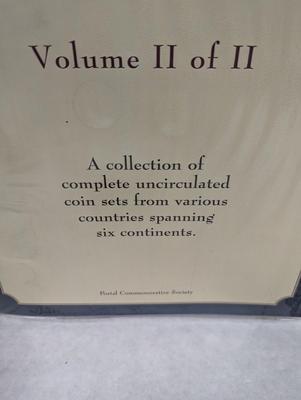 Volume II of II
A collection of
complete uncirculated
coin sets from various
countries spanning
six continents.
Postal Commemorative Society